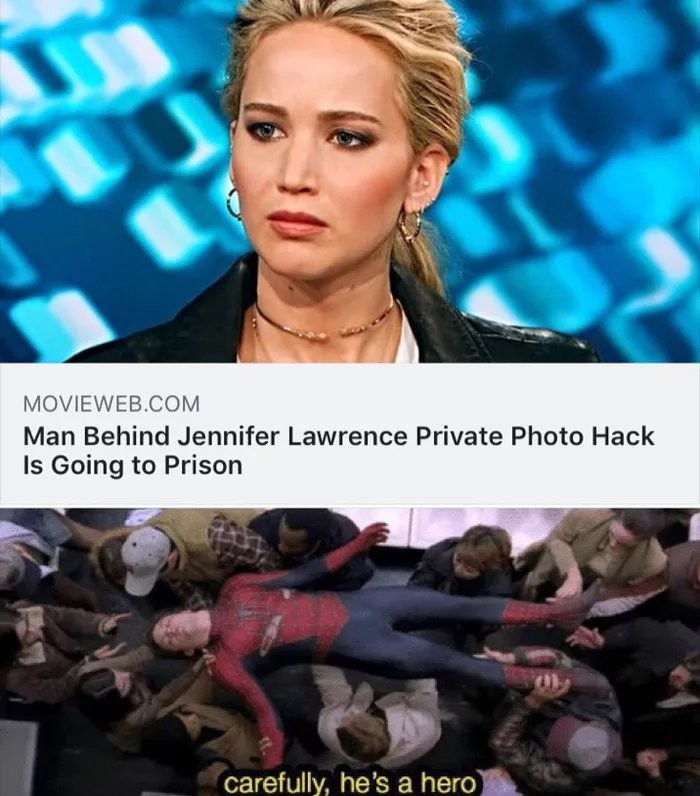 MOVIEWEB.COM
Man Behind Jennifer Lawrence Private Photo Hack
Is Going to Prison
carefully, he's a hero